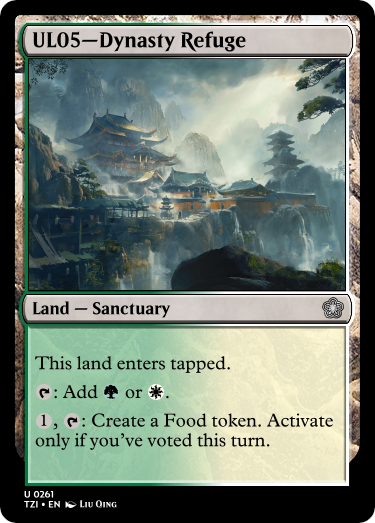 UL05—Dynasty Refuge
Land — Sanctuary
This land enters tapped.
: Add or .
1, : Create a Food token. Activate
only if you've voted this turn.
U 0261
TZI • EN Liu Qing